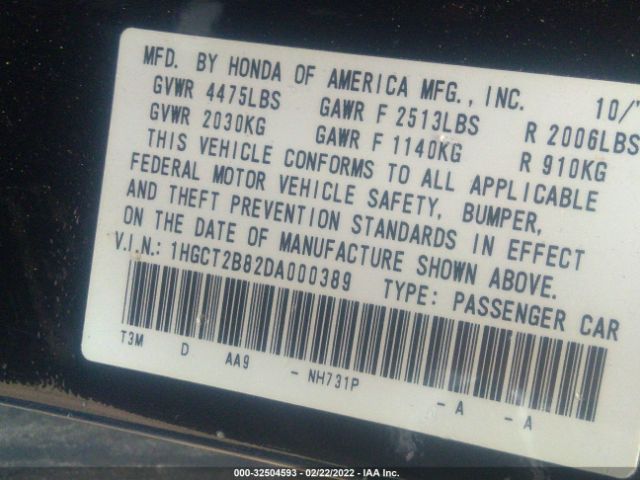 MFD. BY HONDA OF AMERICA MFG., INC. 10/
GVWR 4475LBS GAWR F 2513LBS R 2006LBS
GVWR 2030KG GAWR F 1140KG R 910KG
THIS VEHICLE CONFORMS TO ALL APPLICABLE
FEDERAL MOTOR VEHICLE SAFETY, BUMPER,
AND THEFT PREVENTION STANDARDS IN EFFECT
ON THE DATE OF MANUFACTURE SHOWN ABOVE.
V.I.N.: 1HGCT2B82DA000389 TYPE: PASSENGER CAR
T3M D AA9 - NH731P - A - A
000-32504593 - 02/22/2022 - IAA Inc.